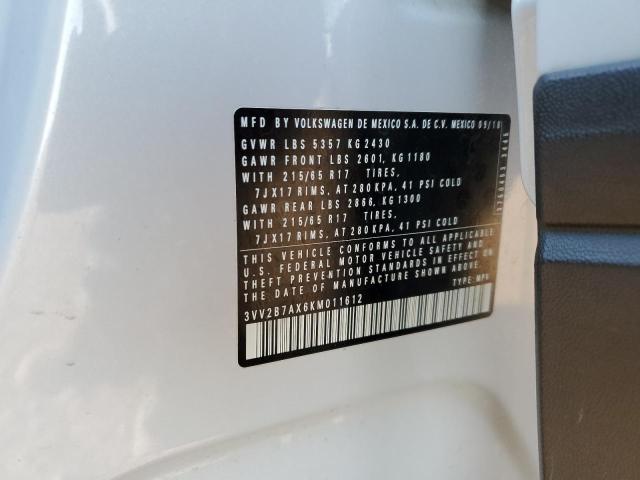 MFD BY VOLKSWAGEN DE MEXICO S.A. DE C.V. MEXICO 09/18
GVWR LBS 5357 KG 2430
GAWR FRONT LBS 2601, KG 1180
WITH 215/65 R17 TIRES,
7JX17 RIMS, AT 280 KPA, 41 PSI COLD
GAWR REAR LBS 2866, KG 1300
WITH 215/65 R17 TIRES,
7JX17 RIMS, AT 280 KPA, 41 PSI COLD
THIS VEHICLE CONFORMS TO ALL APPLICABLE
U.S. FEDERAL MOTOR VEHICLE SAFETY AND
THEFT PREVENTION STANDARDS IN EFFECT ON
DATE OF MANUFACTURE SHOWN ABOVE.
TYPE: MPV
3VV2B7AX6KM011612